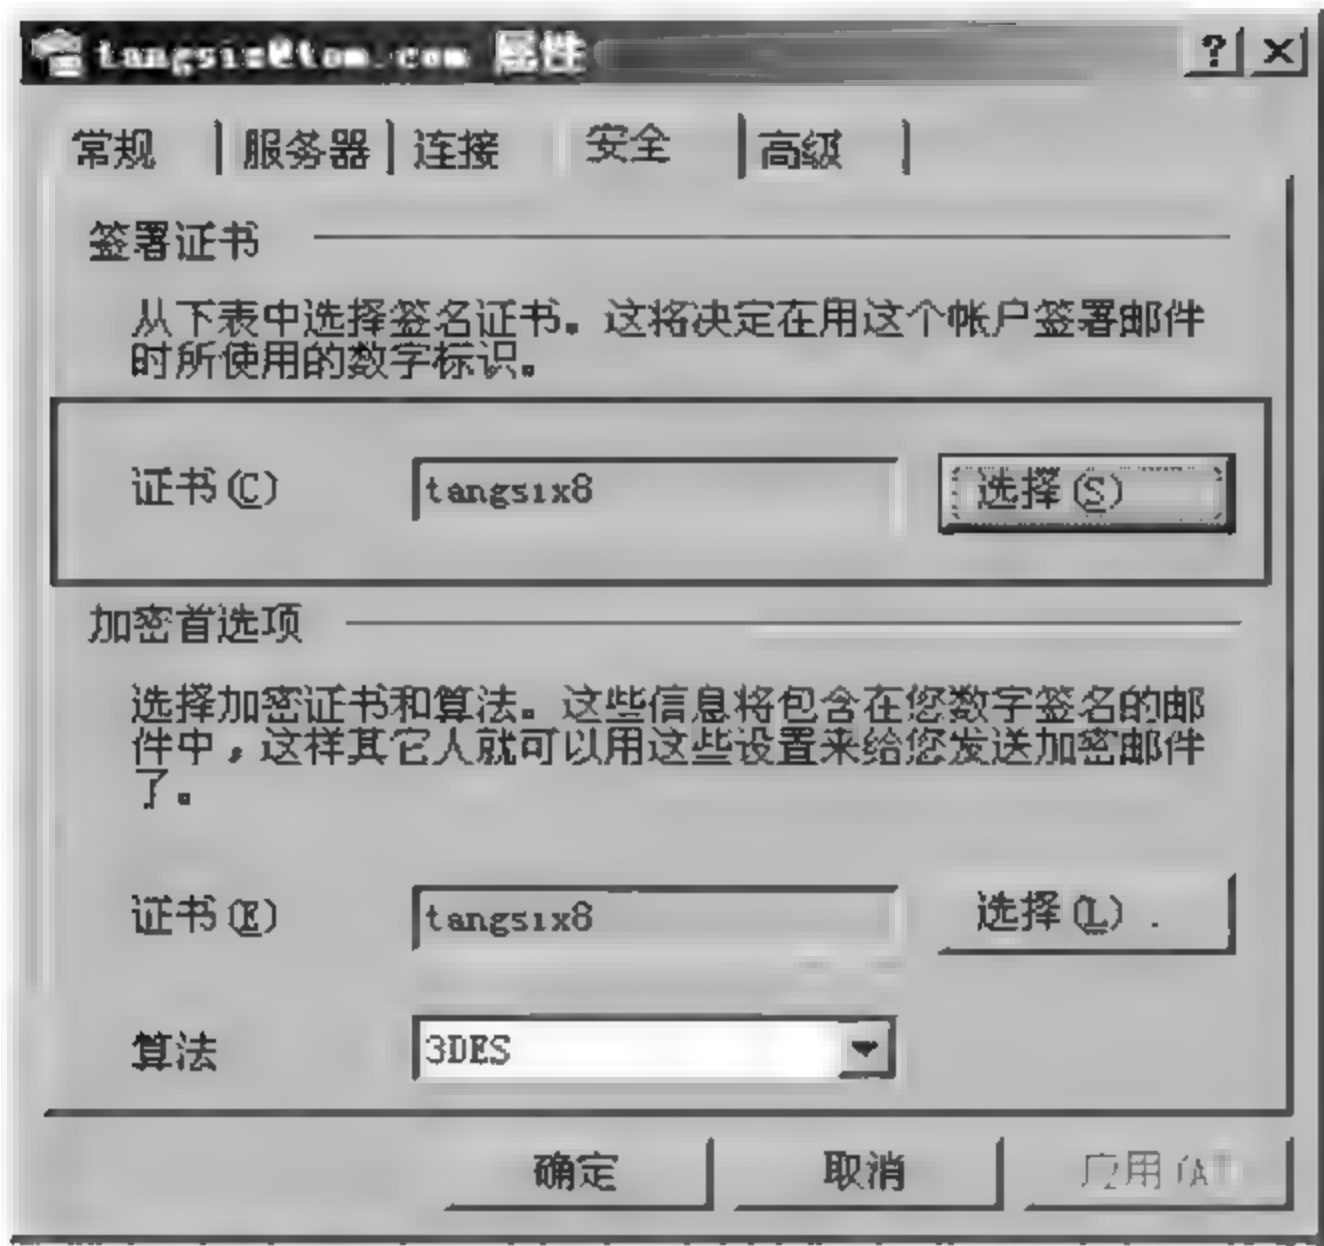 tangsix@tom.com 属性
常规 服务器 连接 安全 高级
签署证书
从下表中选择签名证书。这将决定在用这个帐户签署邮件
时所使用的数字标识。
证书(C) tangsix8 选择(S)
加密首选项
选择加密证书和算法。这些信息将包含在您数字签名的邮
件中，这样其它人就可以用这些设置来给您发送加密邮件
了。
证书(E) tangsix8 选择(L) .
算法 3DES
确定 取消 应用(A)